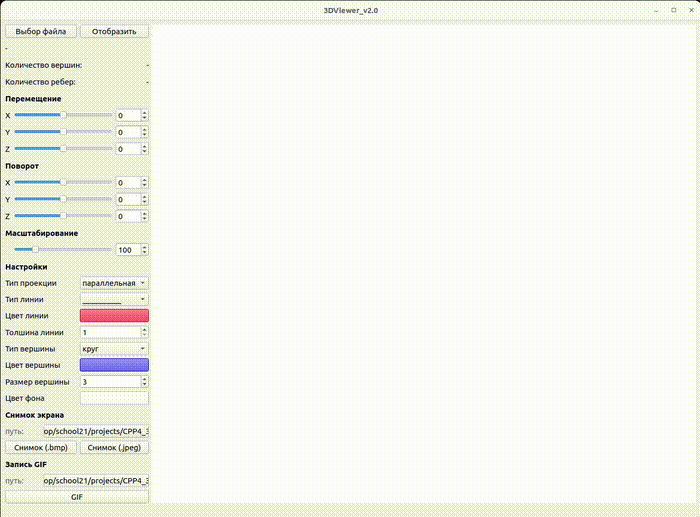 3DViewer_v2.0
Выбор файла Отобразить
-
Количество вершин: -
Количество ребер: -
Перемещение
X 0
Y 0
Z 0
Поворот
X 0
Y 0
Z 0
Масштабирование
100
Настройки
Тип проекции параллельная
Тип линии __________
Цвет линии
Толшина линии 1
Тип вершины круг
Цвет вершины
Размер вершины 3
Цвет фона
Снимок экрана
путь: op/school21/projects/CPP4_3
Снимок (.bmp) Снимок (.jpeg)
Запись GIF
путь: op/school21/projects/CPP4_3
GIF